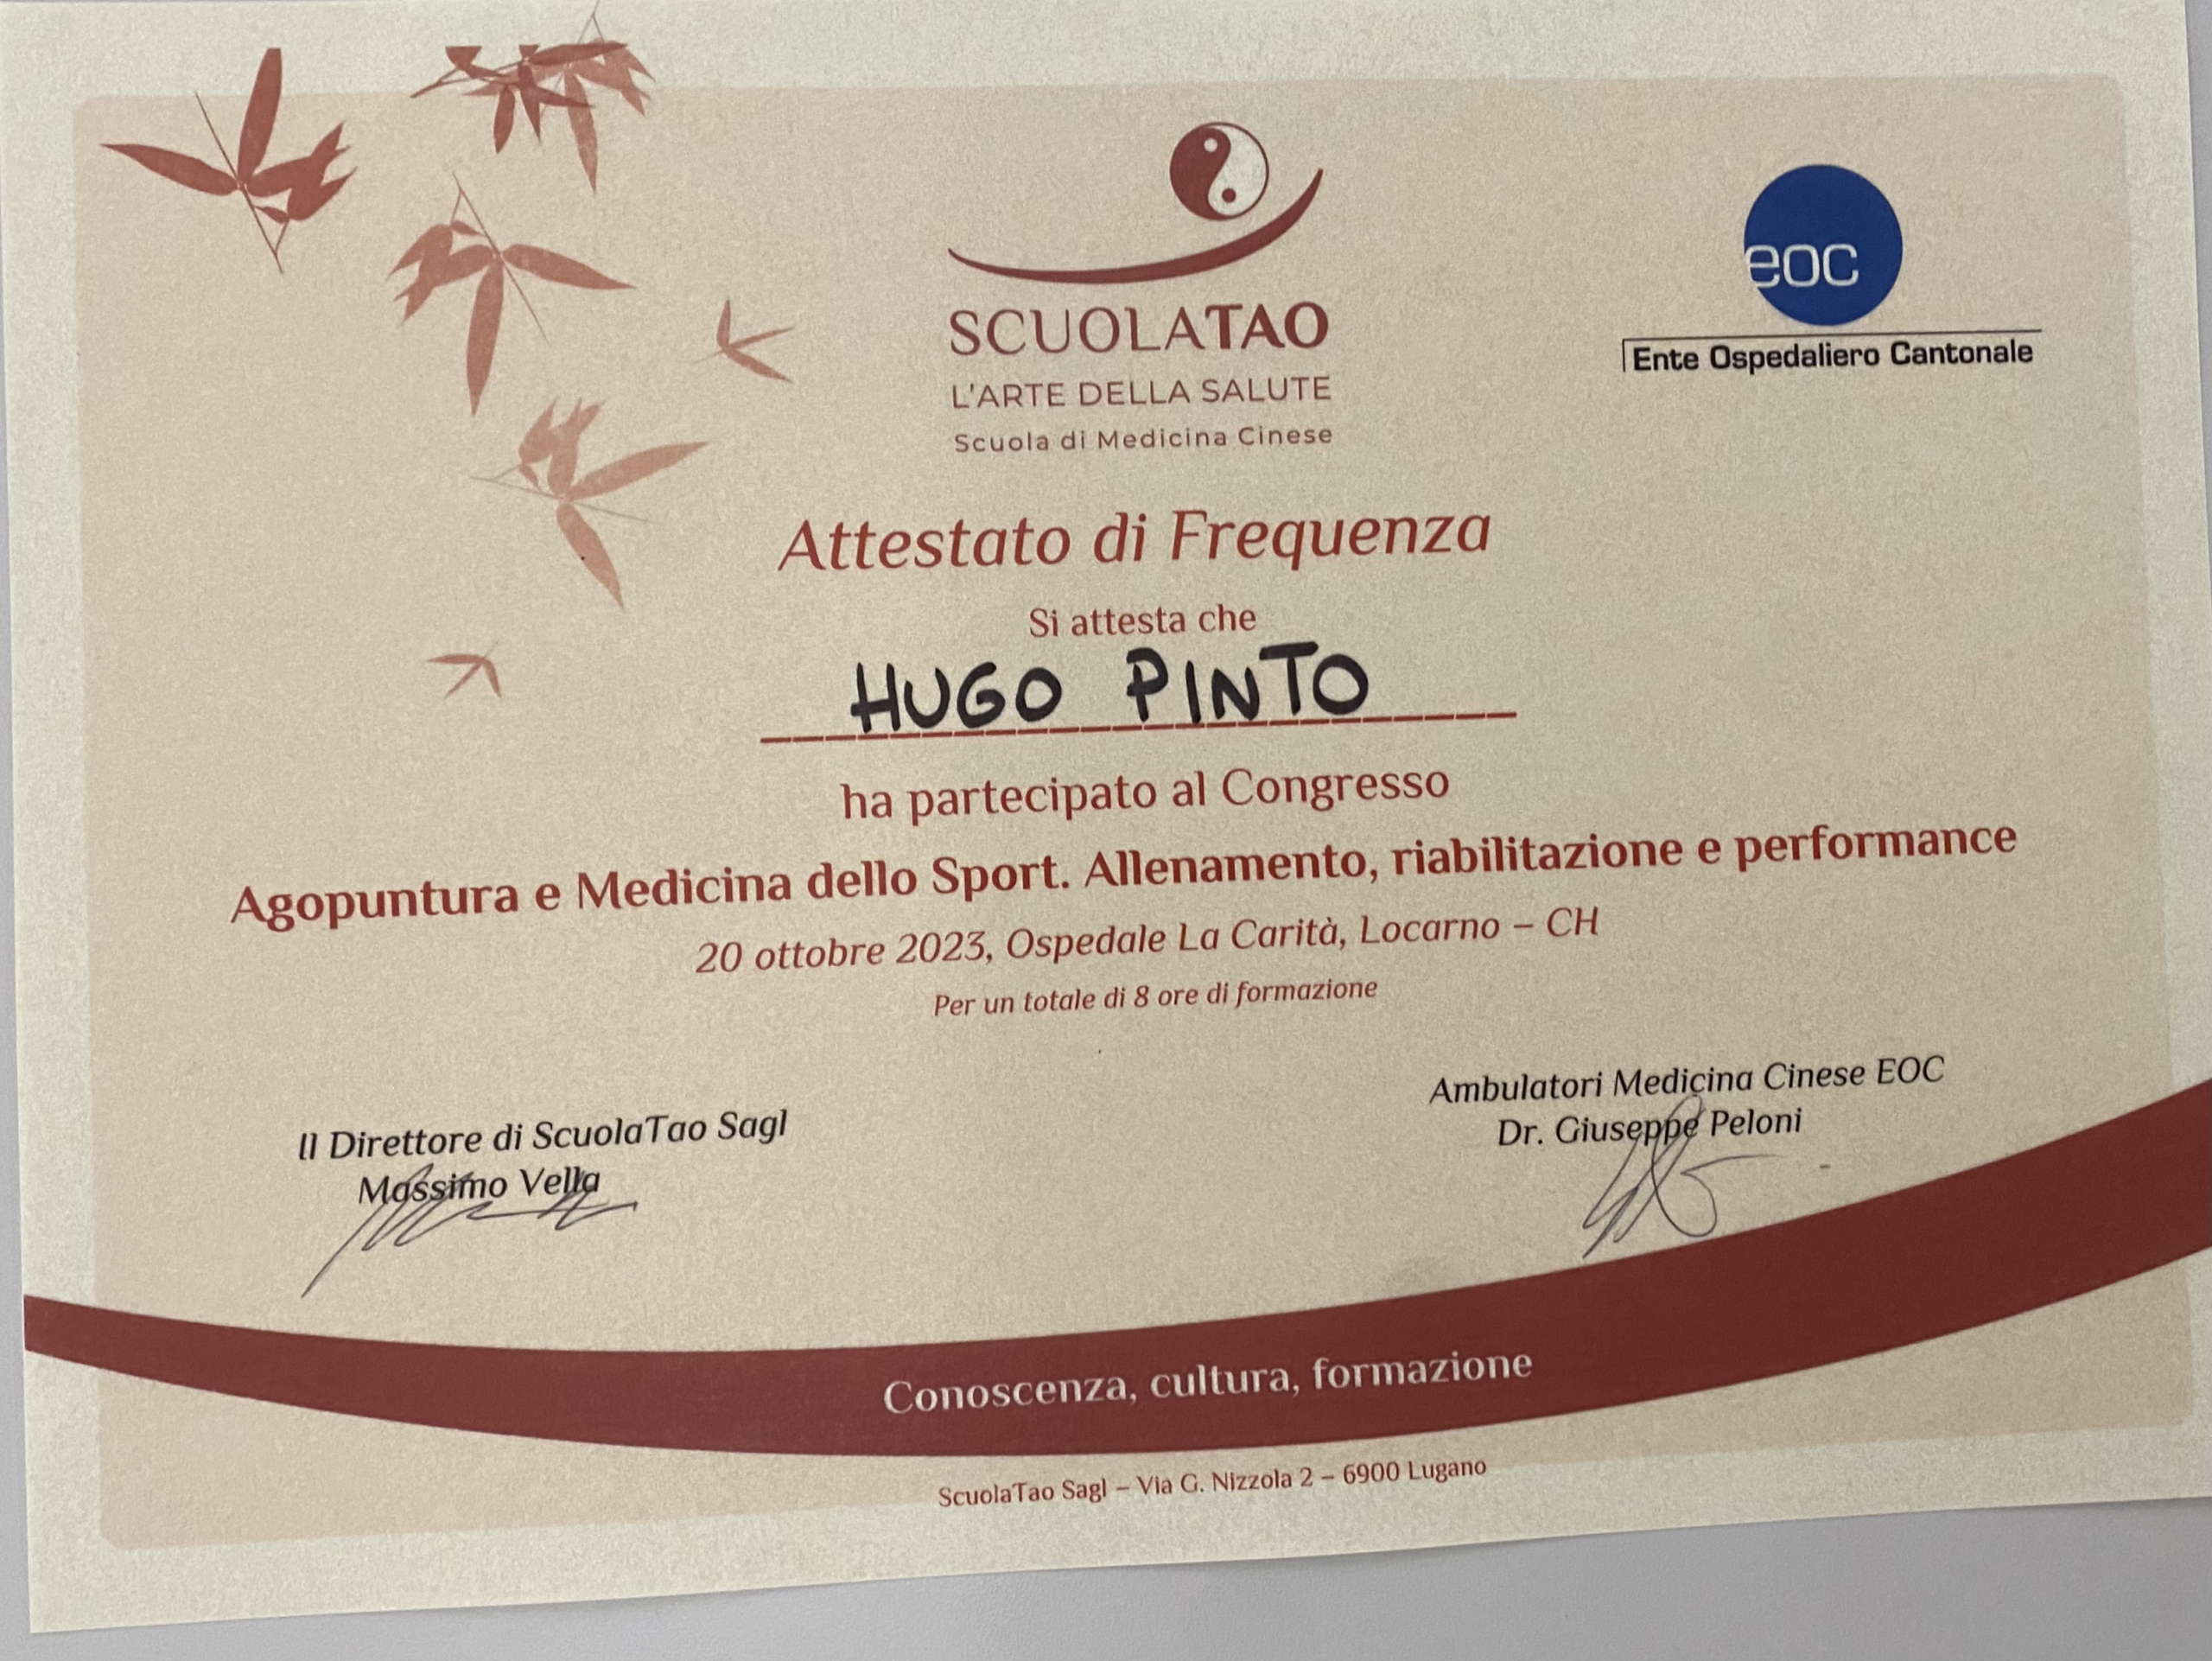 SCUOLATAO
L'ARTE DELLA SALUTE
Scuola di Medicina Cinese
eoc
Ente Ospedaliero Cantonale
Attestato di Frequenza
Si attesta che
HUGO PINTO
ha partecipato al Congresso
Agopuntura e Medicina dello Sport. Allenamento, riabilitazione e performance
20 ottobre 2023, Ospedale La Carità, Locarno – CH
Per un totale di 8 ore di formazione
Il Direttore di ScuolaTao Sagl
Massimo Vella
Ambulatori Medicina Cinese EOC
Dr. Giuseppe Peloni
Conoscenza, cultura, formazione
ScuolaTao Sagl – Via G. Nizzola 2 – 6900 Lugano